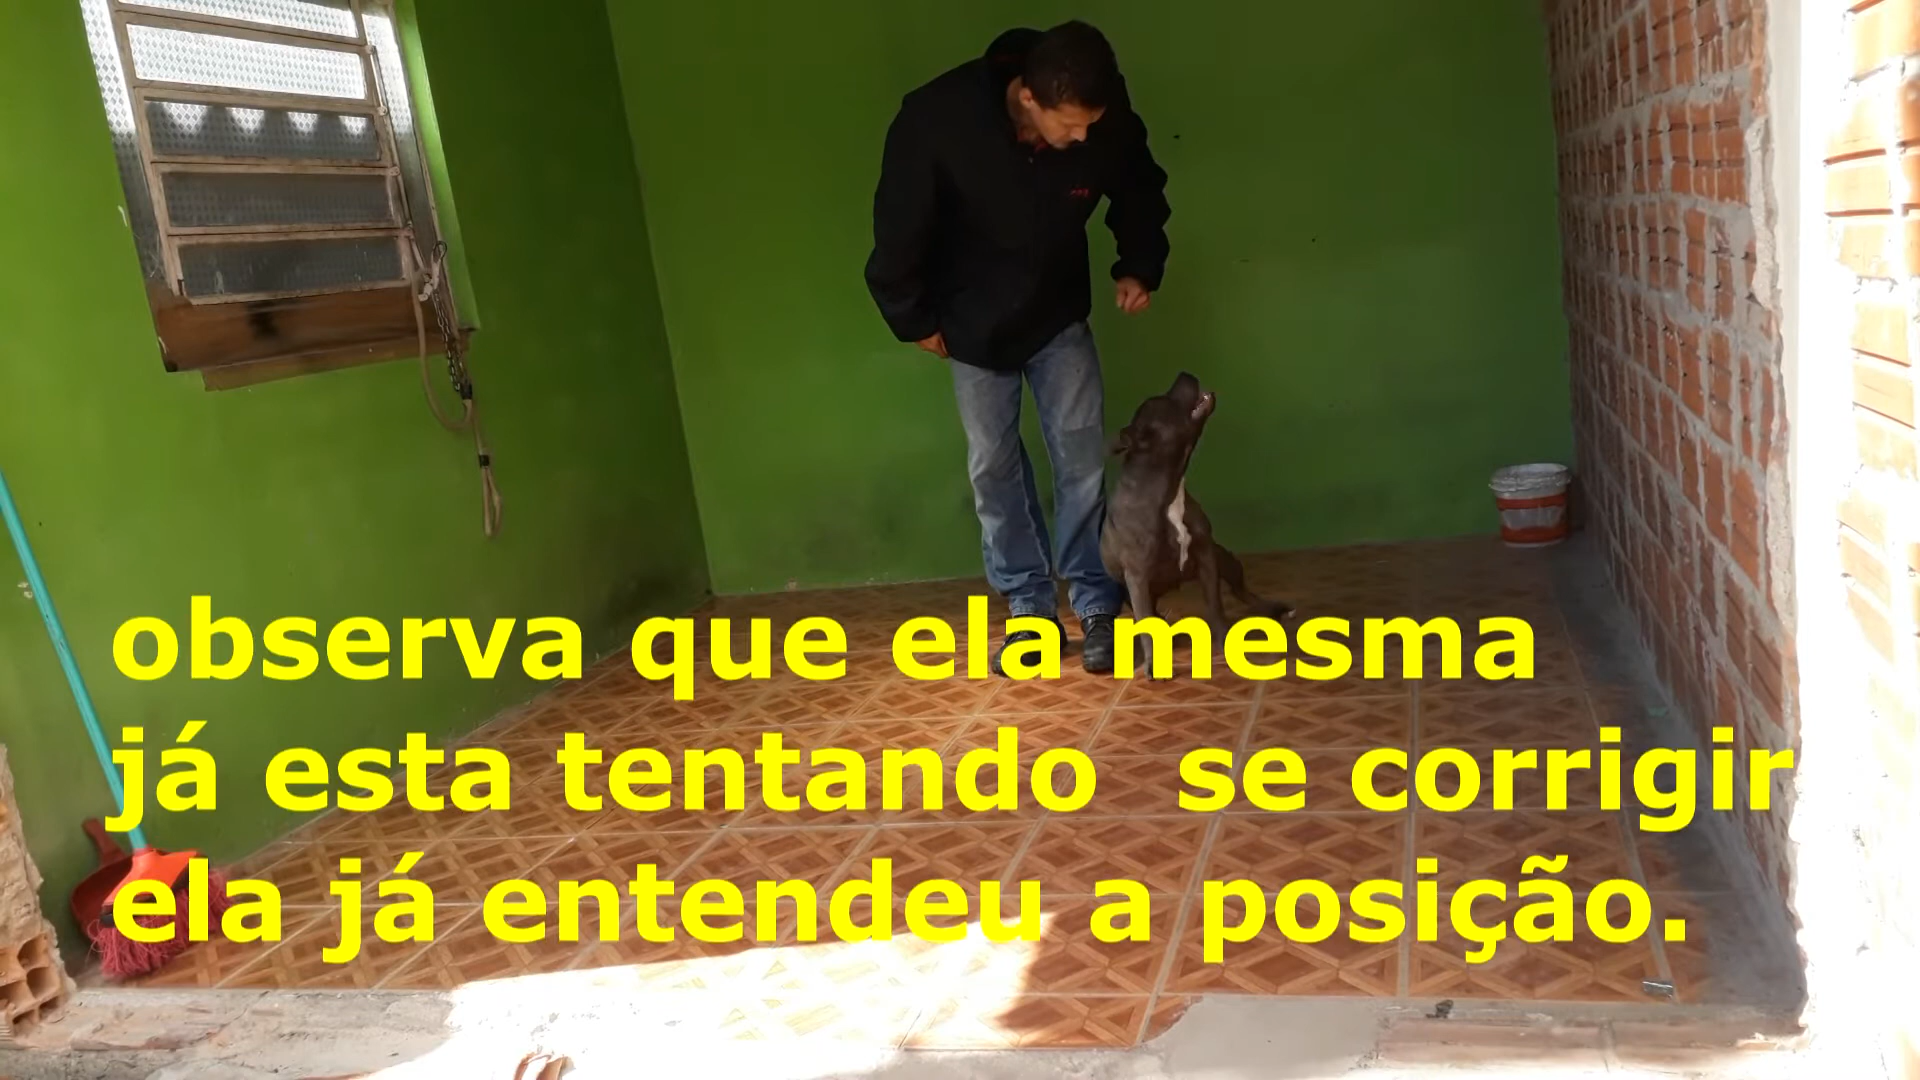 observa que ela mesma
já esta tentando  se corrigir
ela já entendeu a posição.